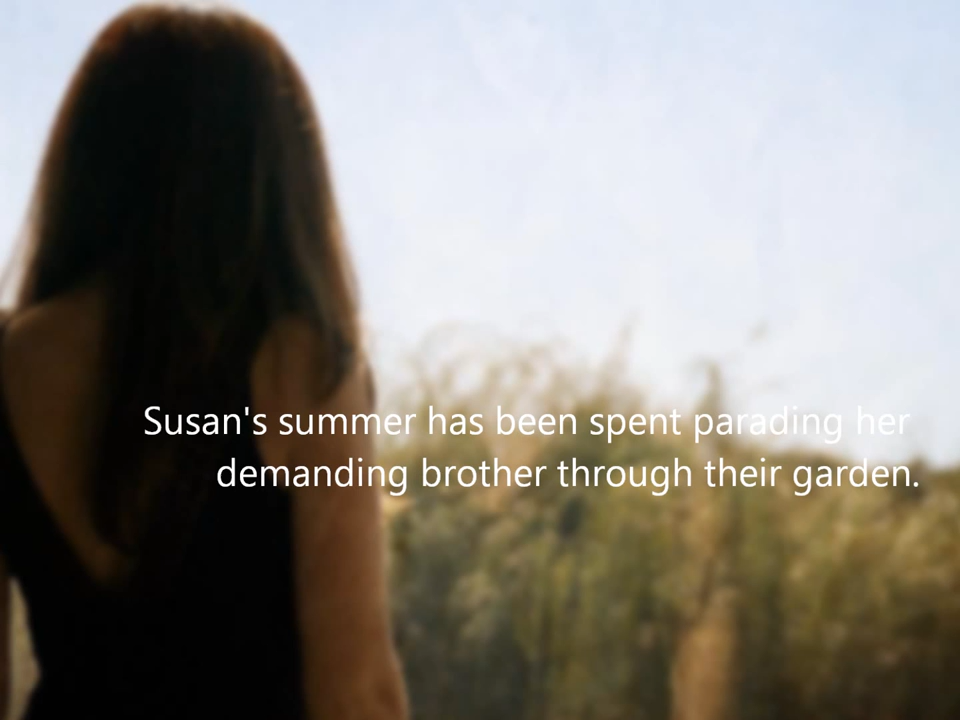 Susan's summer has been spent parading her
demanding brother through their garden.